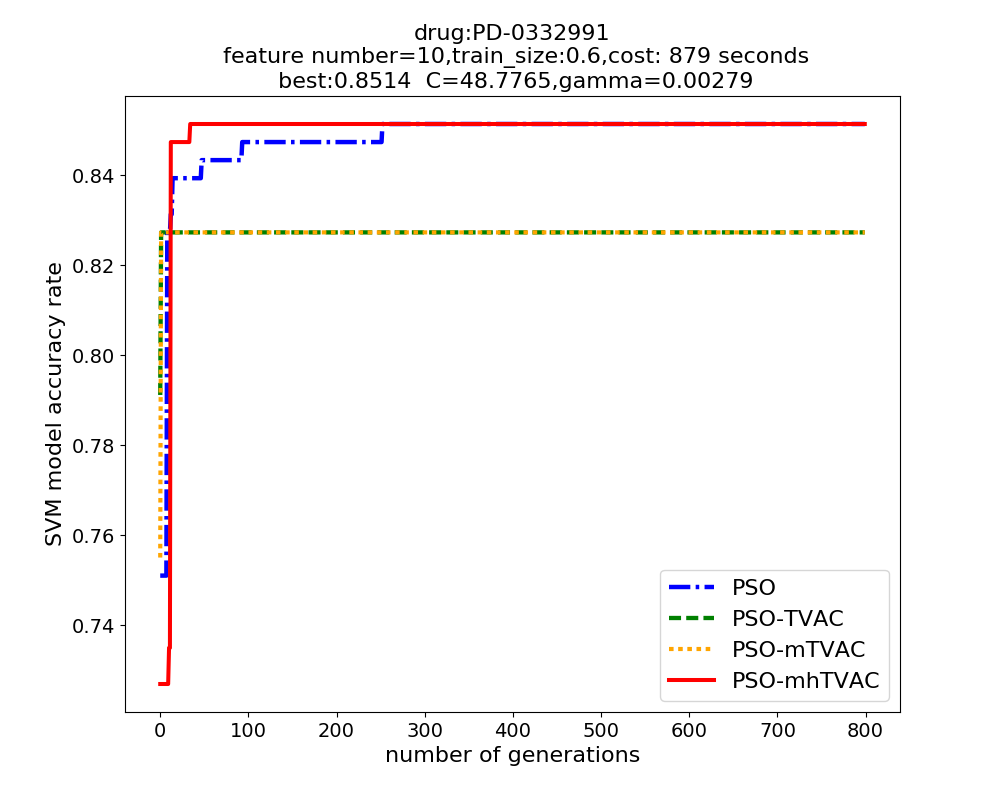 drug:PD-0332991
feature number=10,train_size:0.6,cost: 879 seconds
best:0.8514  C=48.7765,gamma=0.00279
SVM model accuracy rate
0.84
0.82
0.80
0.78
0.76
0.74
PSO
PSO-TVAC
PSO-mTVAC
PSO-mhTVAC
0 100 200 300 400 500 600 700 800
number of generations